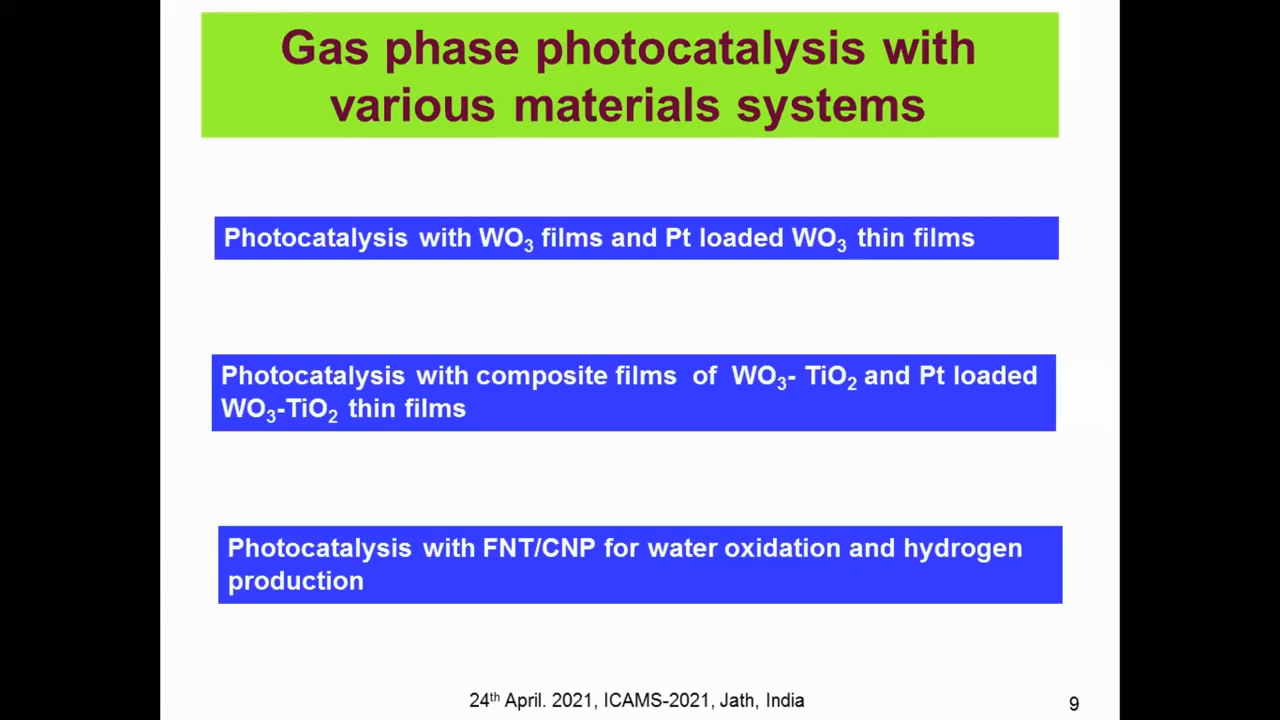 Gas phase photocatalysis with
various materials systems
Photocatalysis with WO₃ films and Pt loaded WO₃ thin films
Photocatalysis with composite films of WO₃- TiO₂ and Pt loaded
WO₃-TiO₂ thin films
Photocatalysis with FNT/CNP for water oxidation and hydrogen
production
24ᵗʰ April. 2021, ICAMS-2021, Jath, India
9